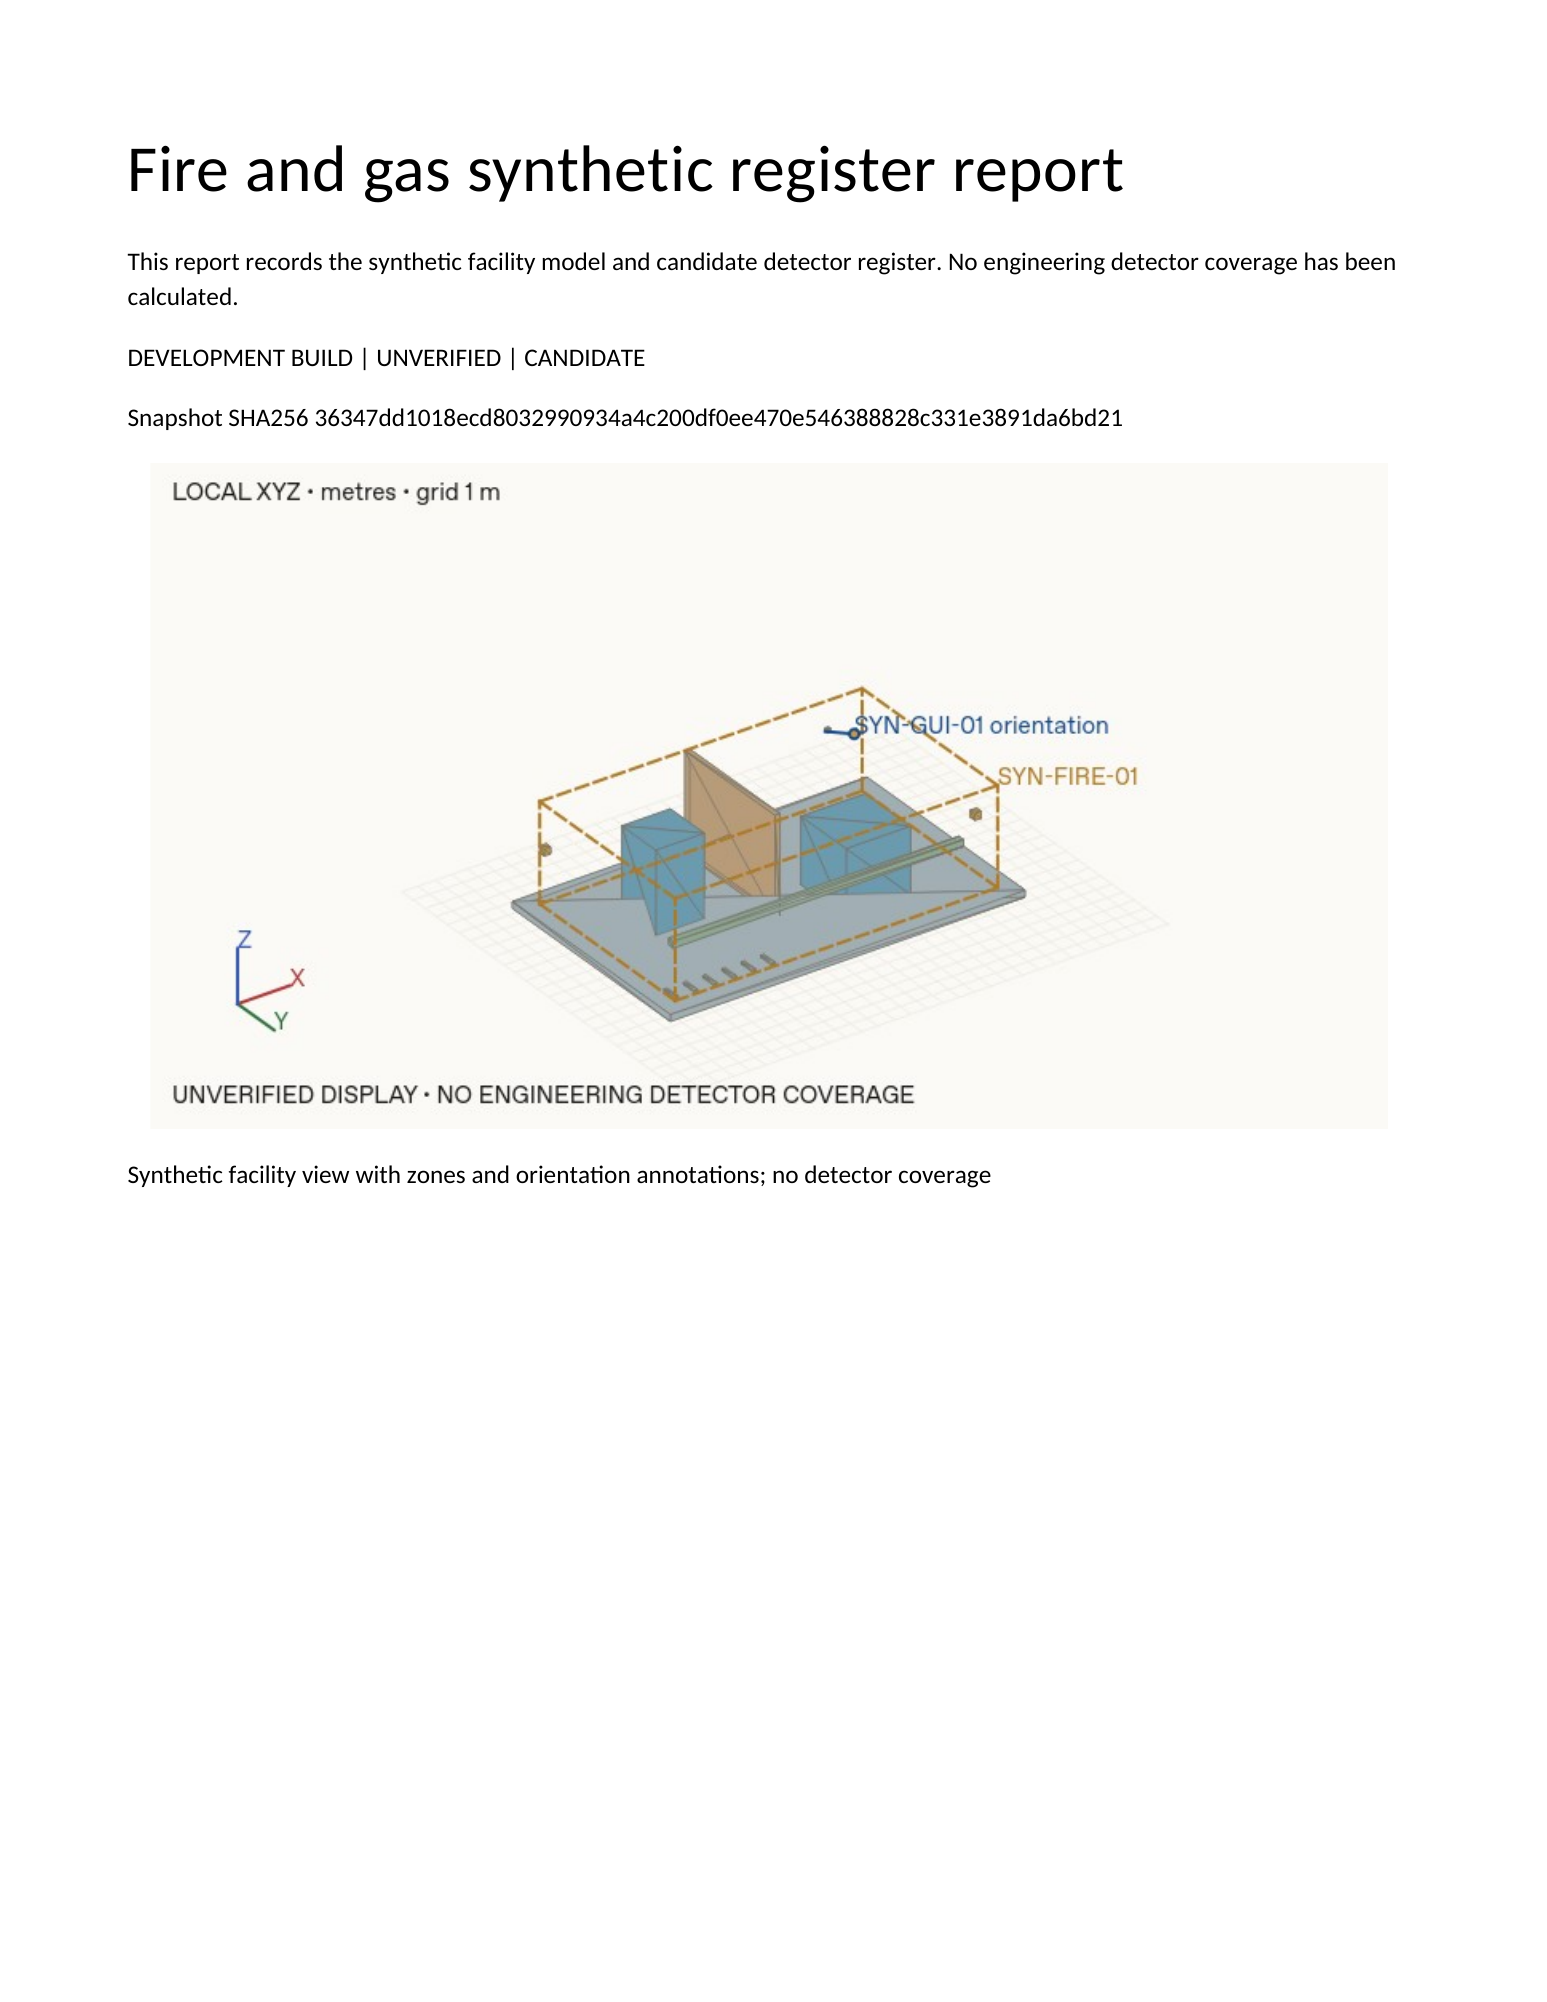 Fire and gas synthetic register report
This report records the synthetic facility model and candidate detector register. No engineering detector coverage has been
calculated.
DEVELOPMENT BUILD | UNVERIFIED | CANDIDATE
Snapshot SHA256 36347dd1018ecd8032990934a4c200df0ee470e546388828c331e3891da6bd21
LOCAL XYZ • metres • grid 1 m
SYN-GUI-01 orientation
SYN-FIRE-01
Z
X
Y
UNVERIFIED DISPLAY • NO ENGINEERING DETECTOR COVERAGE
Synthetic facility view with zones and orientation annotations; no detector coverage